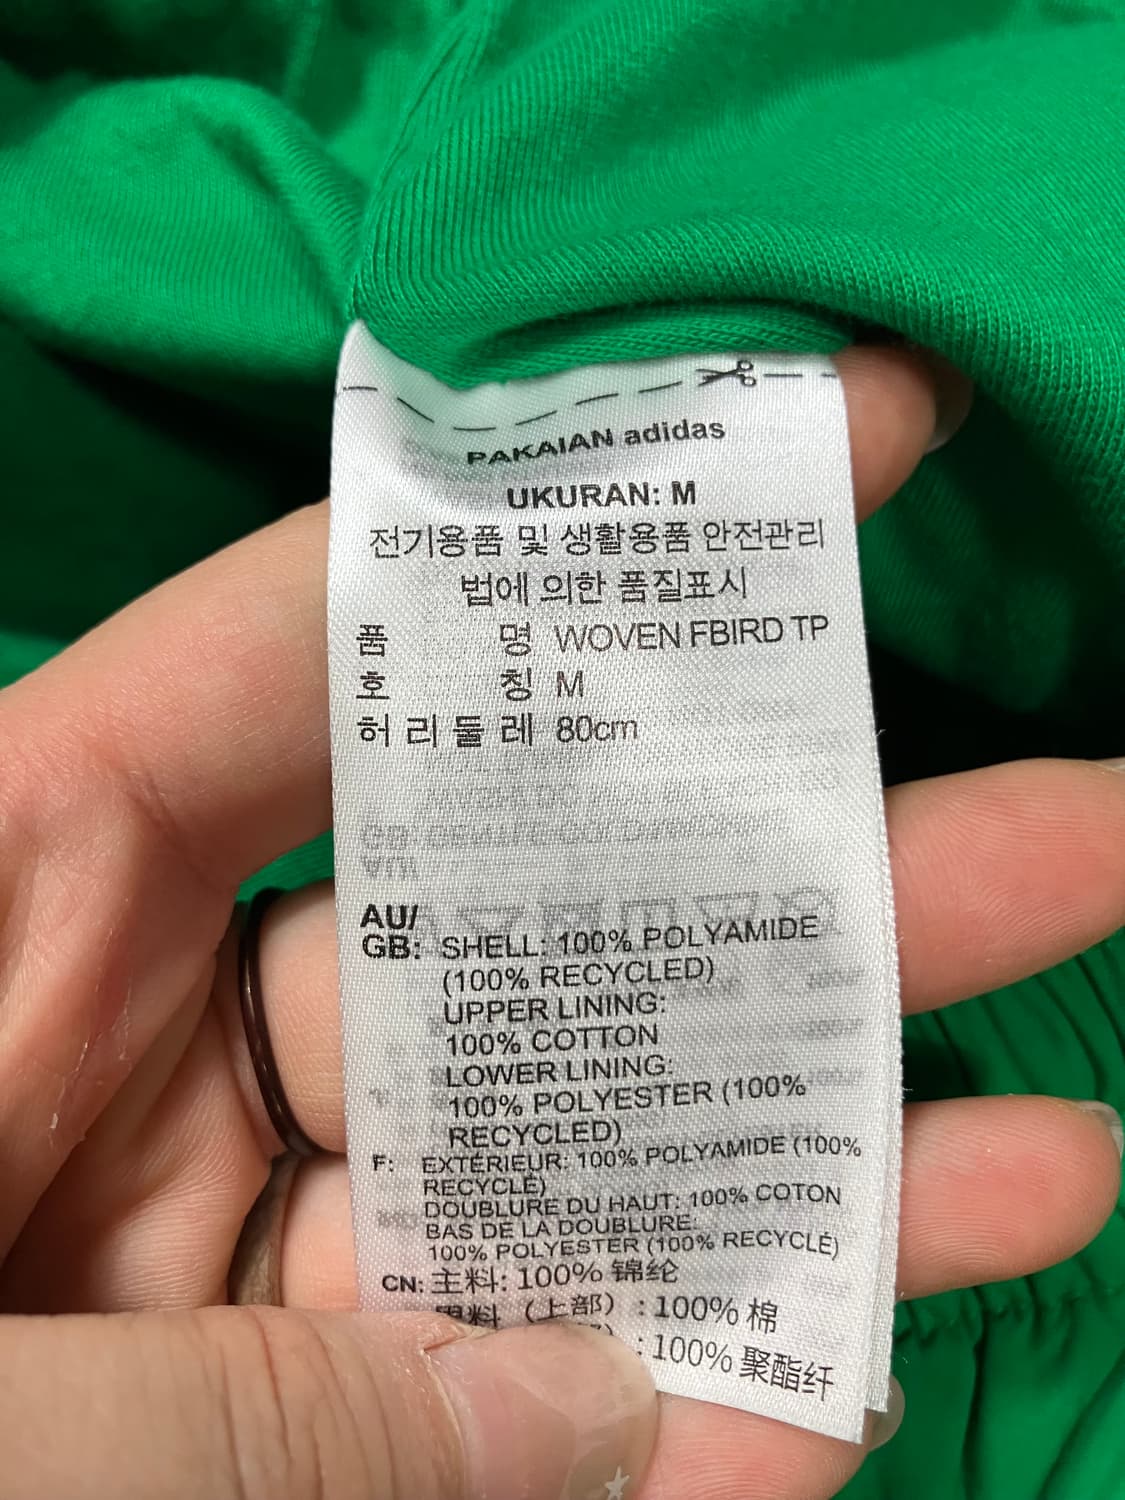 PAKAIAN adidas
UKURAN: M
전기용품 및 생활용품 안전관리
법에 의한 품질표시
품 명 WOVEN FBIRD TP
호 칭 M
허 리 둘 레 80cm
AU/
GB: SHELL: 100% POLYAMIDE
(100% RECYCLED)
UPPER LINING:
100% COTTON
LOWER LINING:
100% POLYESTER (100%
RECYCLED)
F: EXTÉRIEUR: 100% POLYAMIDE (100%
RECYCLÉ)
DOUBLURE DU HAUT: 100% COTON
BAS DE LA DOUBLURE:
100% POLYESTER (100% RECYCLÉ)
CN: 主料: 100% 锦纶
里料 (上部) : 100% 棉
: 100% 聚酯纤